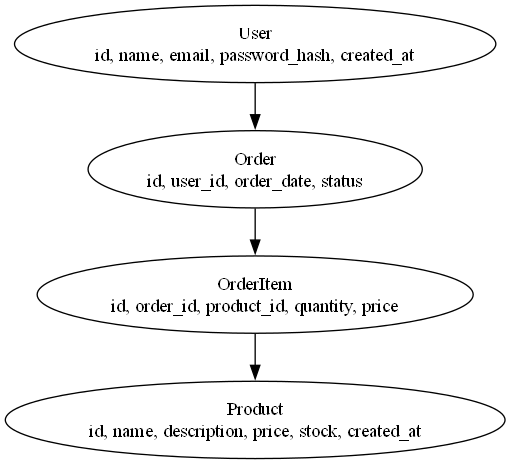 User
id, name, email, password_hash, created_at
Order
id, user_id, order_date, status
OrderItem
id, order_id, product_id, quantity, price
Product
id, name, description, price, stock, created_at